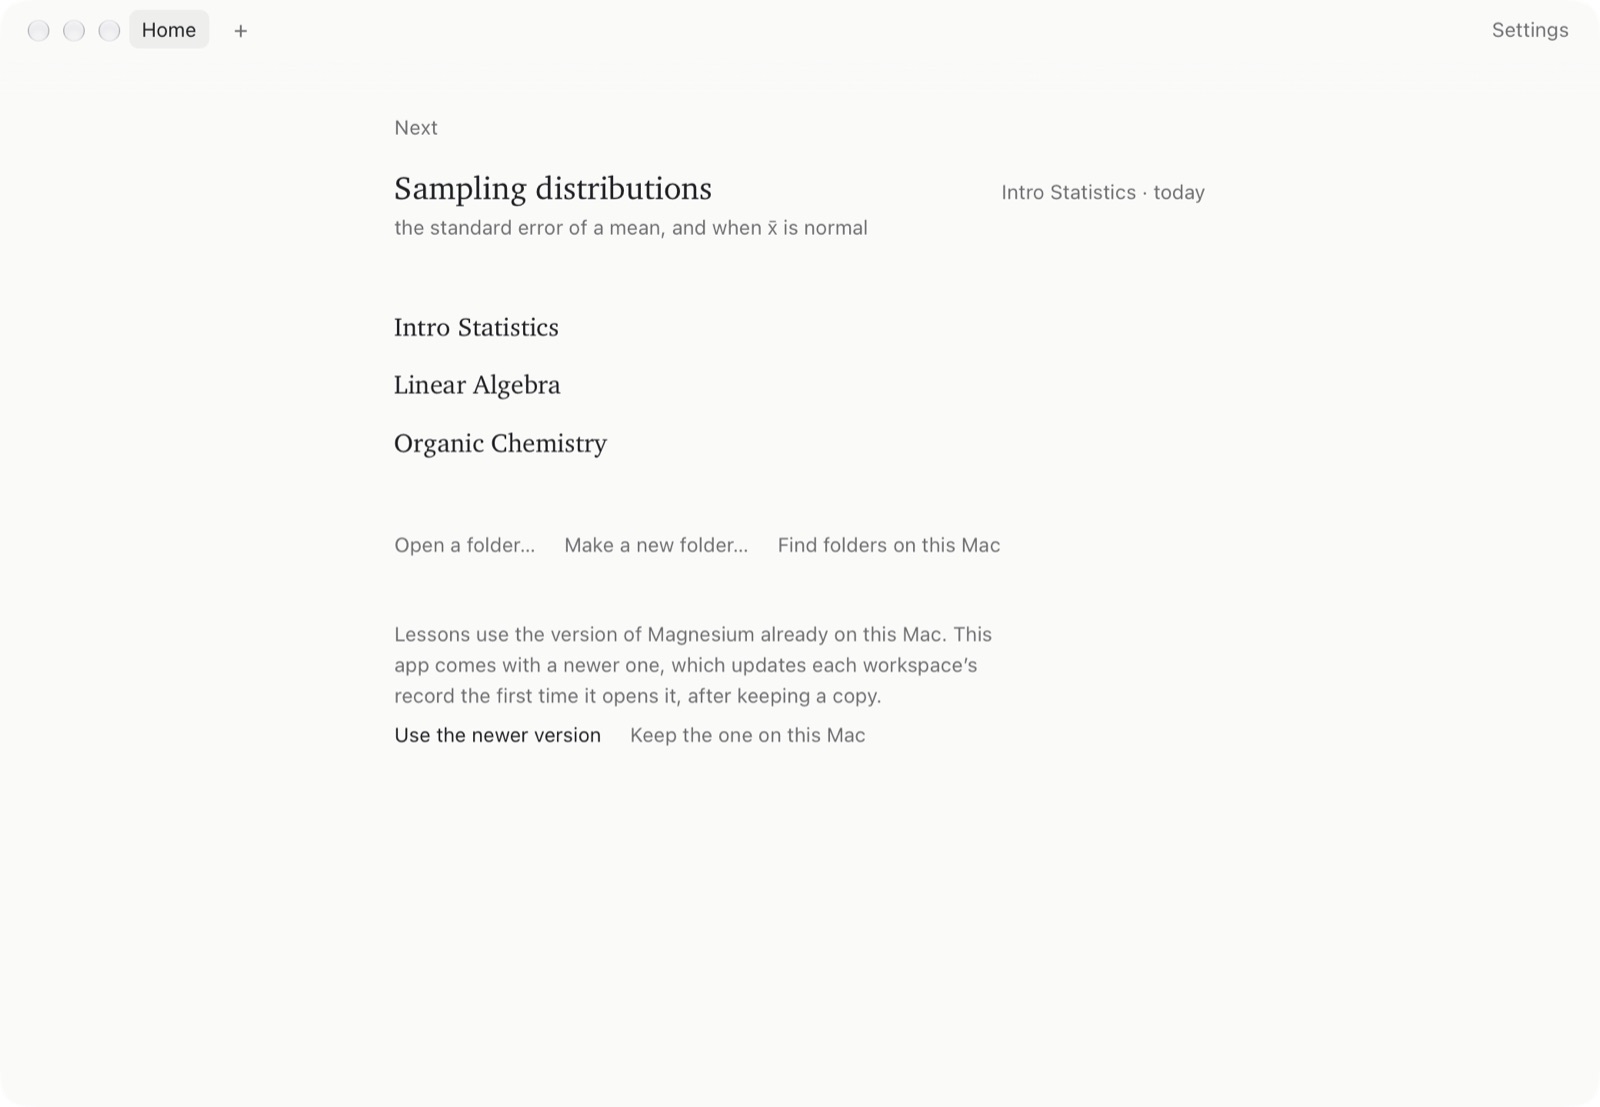 Home
+
Settings
Next
Sampling distributions
Intro Statistics · today
the standard error of a mean, and when x̄ is normal
Intro Statistics
Linear Algebra
Organic Chemistry
Open a folder... Make a new folder... Find folders on this Mac
Lessons use the version of Magnesium already on this Mac. This
app comes with a newer one, which updates each workspace’s
record the first time it opens it, after keeping a copy.
Use the newer version Keep the one on this Mac